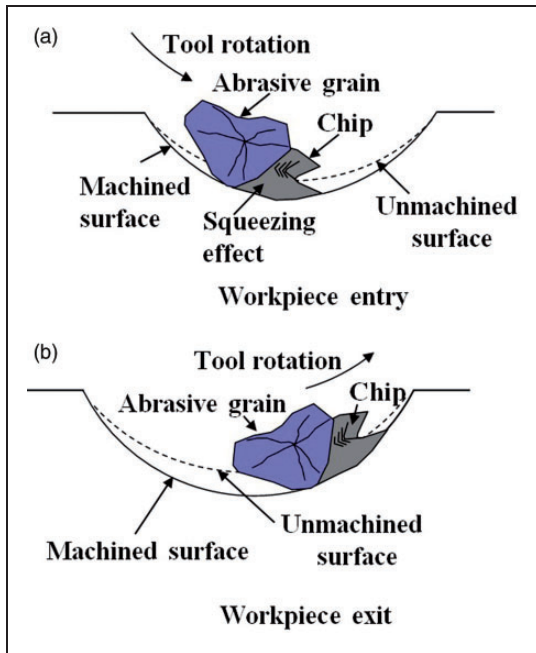 (a)
Tool rotation
Abrasive grain
Chip
Machined
surface
Squeezing
effect
Unmachined
surface
Workpiece entry
(b)
Tool rotation
Abrasive grain
Chip
Unmachined
surface
Machined surface
Workpiece exit